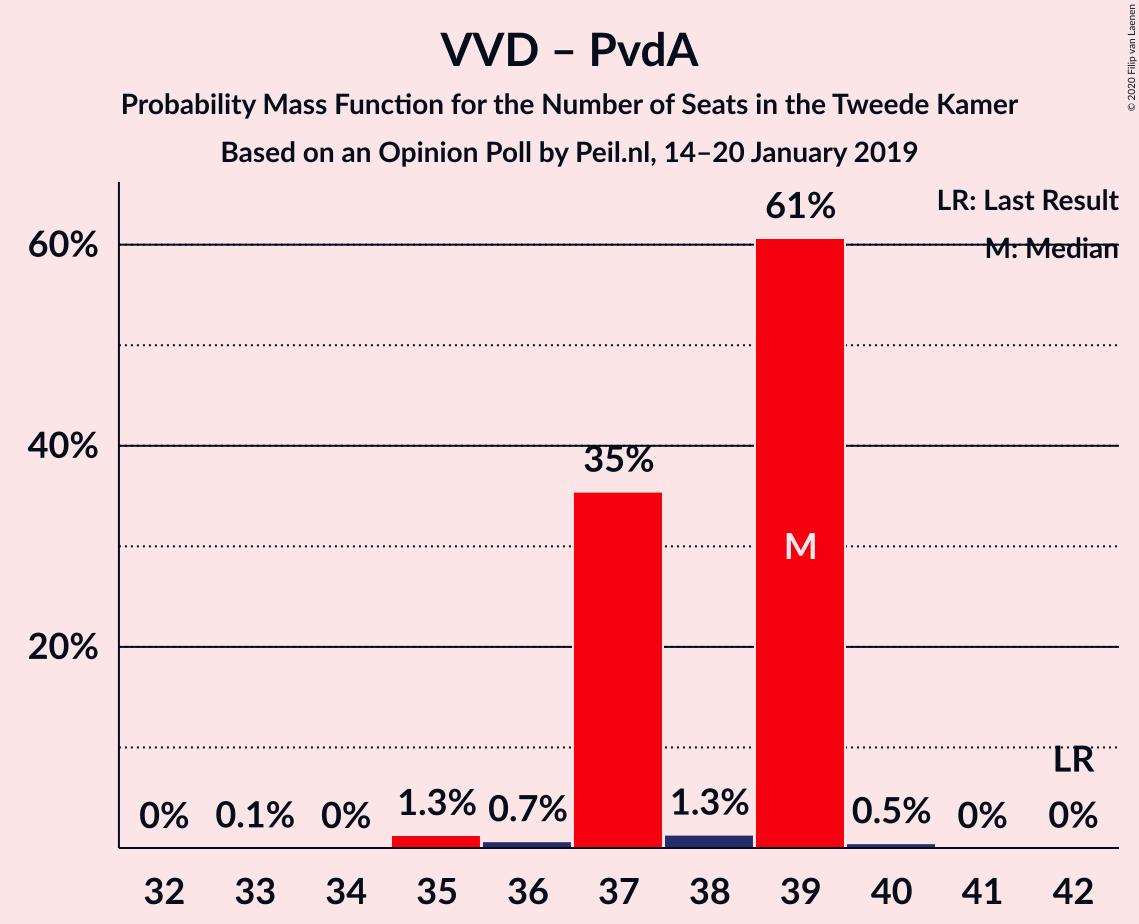 VVD – PvdA
Probability Mass Function for the Number of Seats in the Tweede Kamer
Based on an Opinion Poll by Peil.nl, 14–20 January 2019
© 2020 Filip van Laenen
LR: Last Result
M: Median
60%
40%
20%
0%
0.1%
0%
1.3%
0.7%
35%
1.3%
61%
M
0.5%
0%
LR
0%
32 33 34 35 36 37 38 39 40 41 42